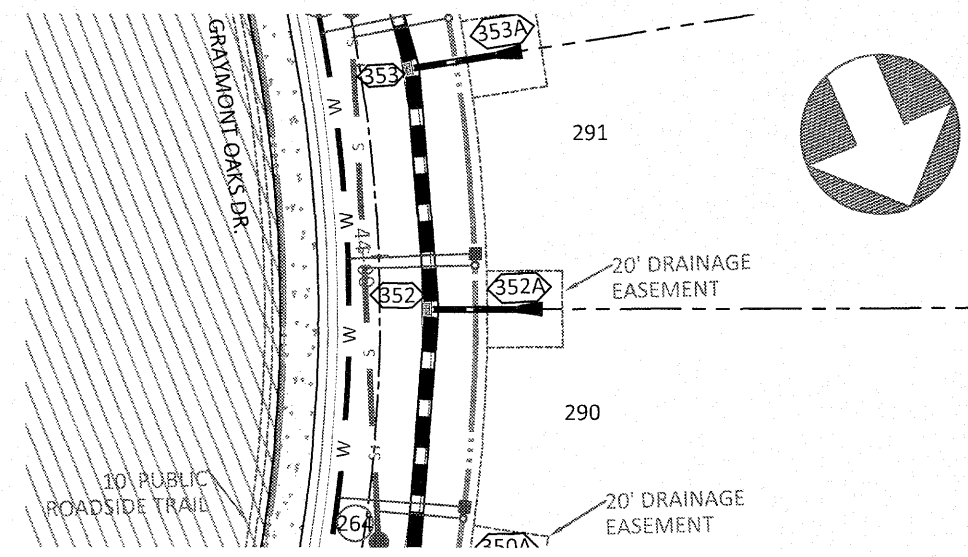 GRAYMONT OAKS DR.
353A
353
W
S
291
W
44+00
20' DRAINAGE
EASEMENT
352
352A
W
S
290
W
S
10' PUBLIC
ROADSIDE TRAIL
264
20' DRAINAGE
EASEMENT
350A